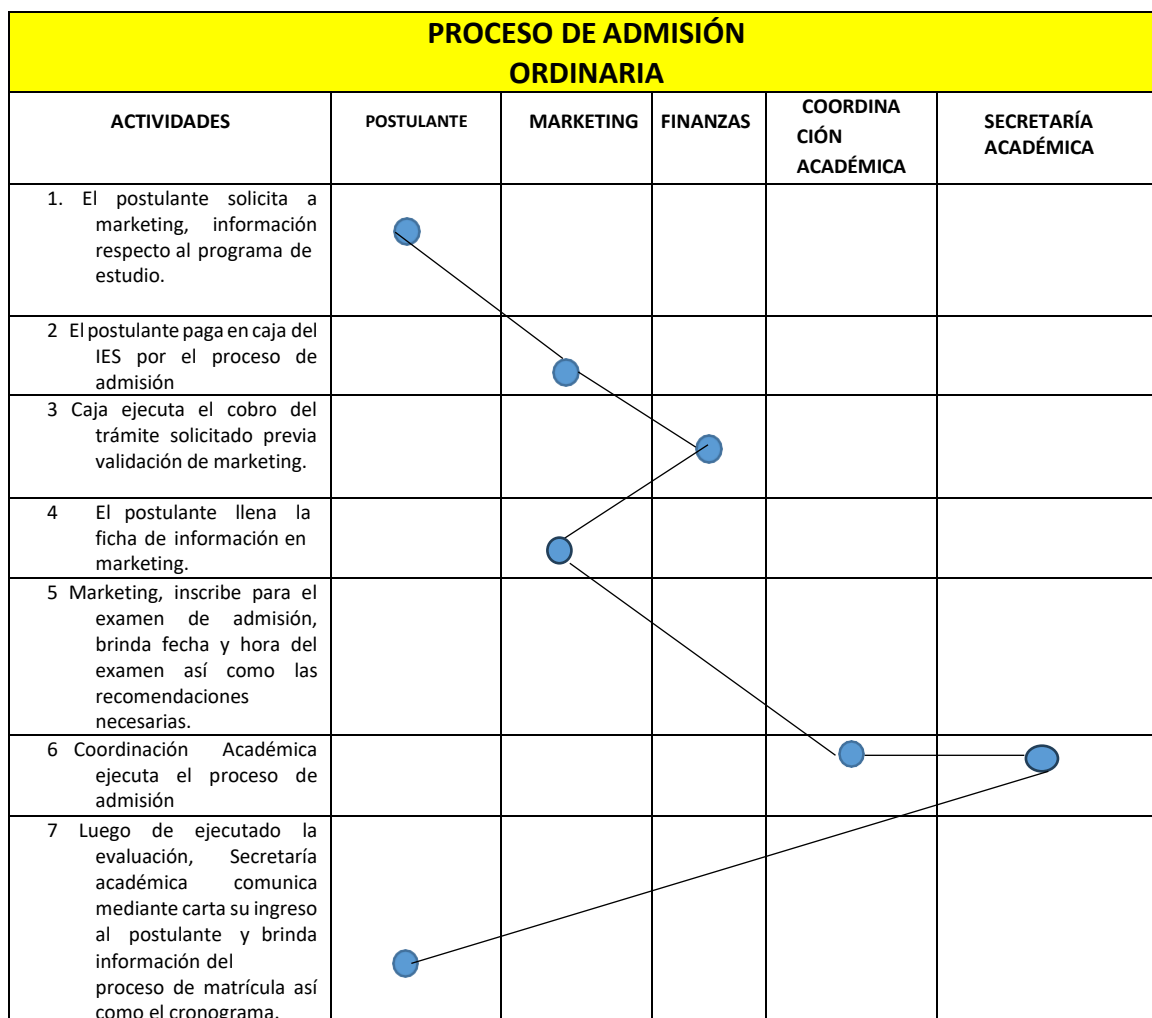 PROCESO DE ADMISIÓN
ORDINARIA
ACTIVIDADES
POSTULANTE
MARKETING
FINANZAS
COORDINA
CIÓN
ACADÉMICA
SECRETARÍA
ACADÉMICA
1. El postulante solicita a
marketing, información
respecto al programa de
estudio.
2 El postulante paga en caja del
IES por el proceso de
admisión
3 Caja ejecuta el cobro del
trámite solicitado previa
validación de marketing.
4 El postulante llena la
ficha de información en
marketing.
5 Marketing, inscribe para el
examen de admisión,
brinda fecha y hora del
examen así como las
recomendaciones
necesarias.
6 Coordinación Académica
ejecuta el proceso de
admisión
7 Luego de ejecutado la
evaluación, Secretaría
académica comunica
mediante carta su ingreso
al postulante y brinda
información del
proceso de matrícula así
como el cronograma.